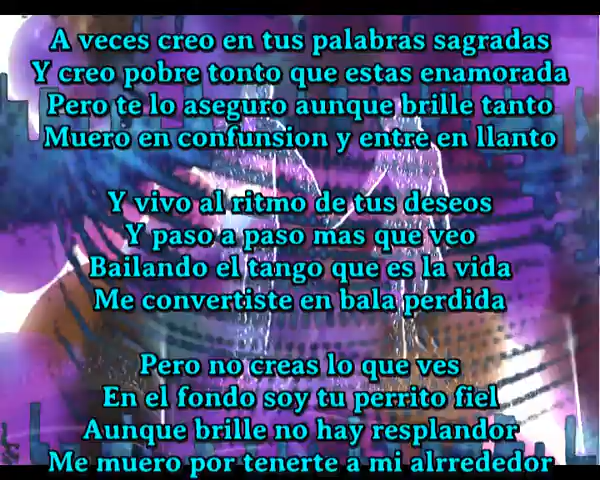 A veces creo en tus palabras sagradas
Y creo pobre tonto que estas enamorada
Pero te lo aseguro aunque brille tanto
Muero en confunsion y entre en llanto
Y vivo al ritmo de tus deseos
Y paso a paso mas que veo
Bailando el tango que es la vida
Me convertiste en bala perdida
Pero no creas lo que ves
En el fondo soy tu perrito fiel
Aunque brille no hay resplandor
Me muero por tenerte a mi alrrededor